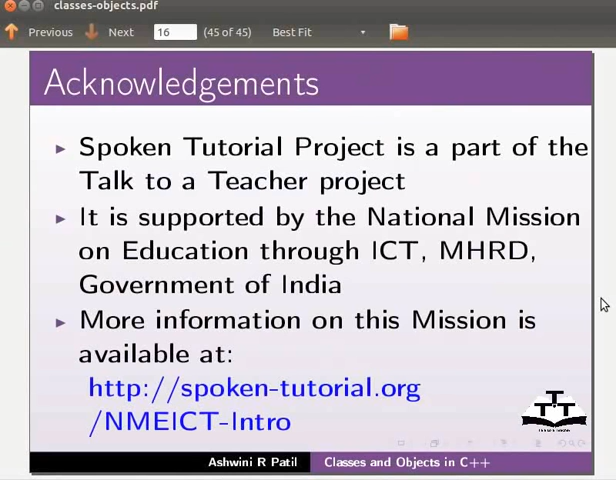 classes-objects.pdf
Previous Next 16 (45 of 45) Best Fit
Acknowledgements
Spoken Tutorial Project is a part of the
Talk to a Teacher project
It is supported by the National Mission
on Education through ICT, MHRD,
Government of India
More information on this Mission is
available at:
http://spoken-tutorial.org
/NMEICT-Intro
Ashwini R Patil Classes and Objects in C++